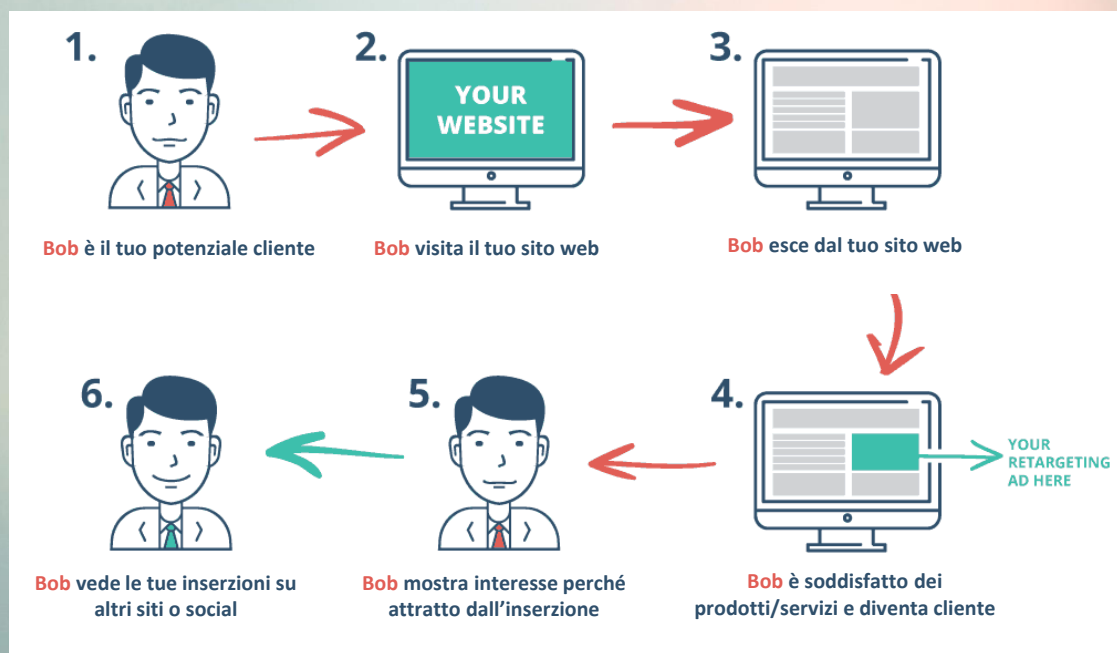 1.
Bob è il tuo potenziale cliente
2.
YOUR
WEBSITE
Bob visita il tuo sito web
3.
Bob esce dal tuo sito web
4.
YOUR
RETARGETING
AD HERE
Bob è soddisfatto dei
prodotti/servizi e diventa cliente
5.
Bob mostra interesse perché
attratto dall'inserzione
6.
Bob vede le tue inserzioni su
altri siti o social